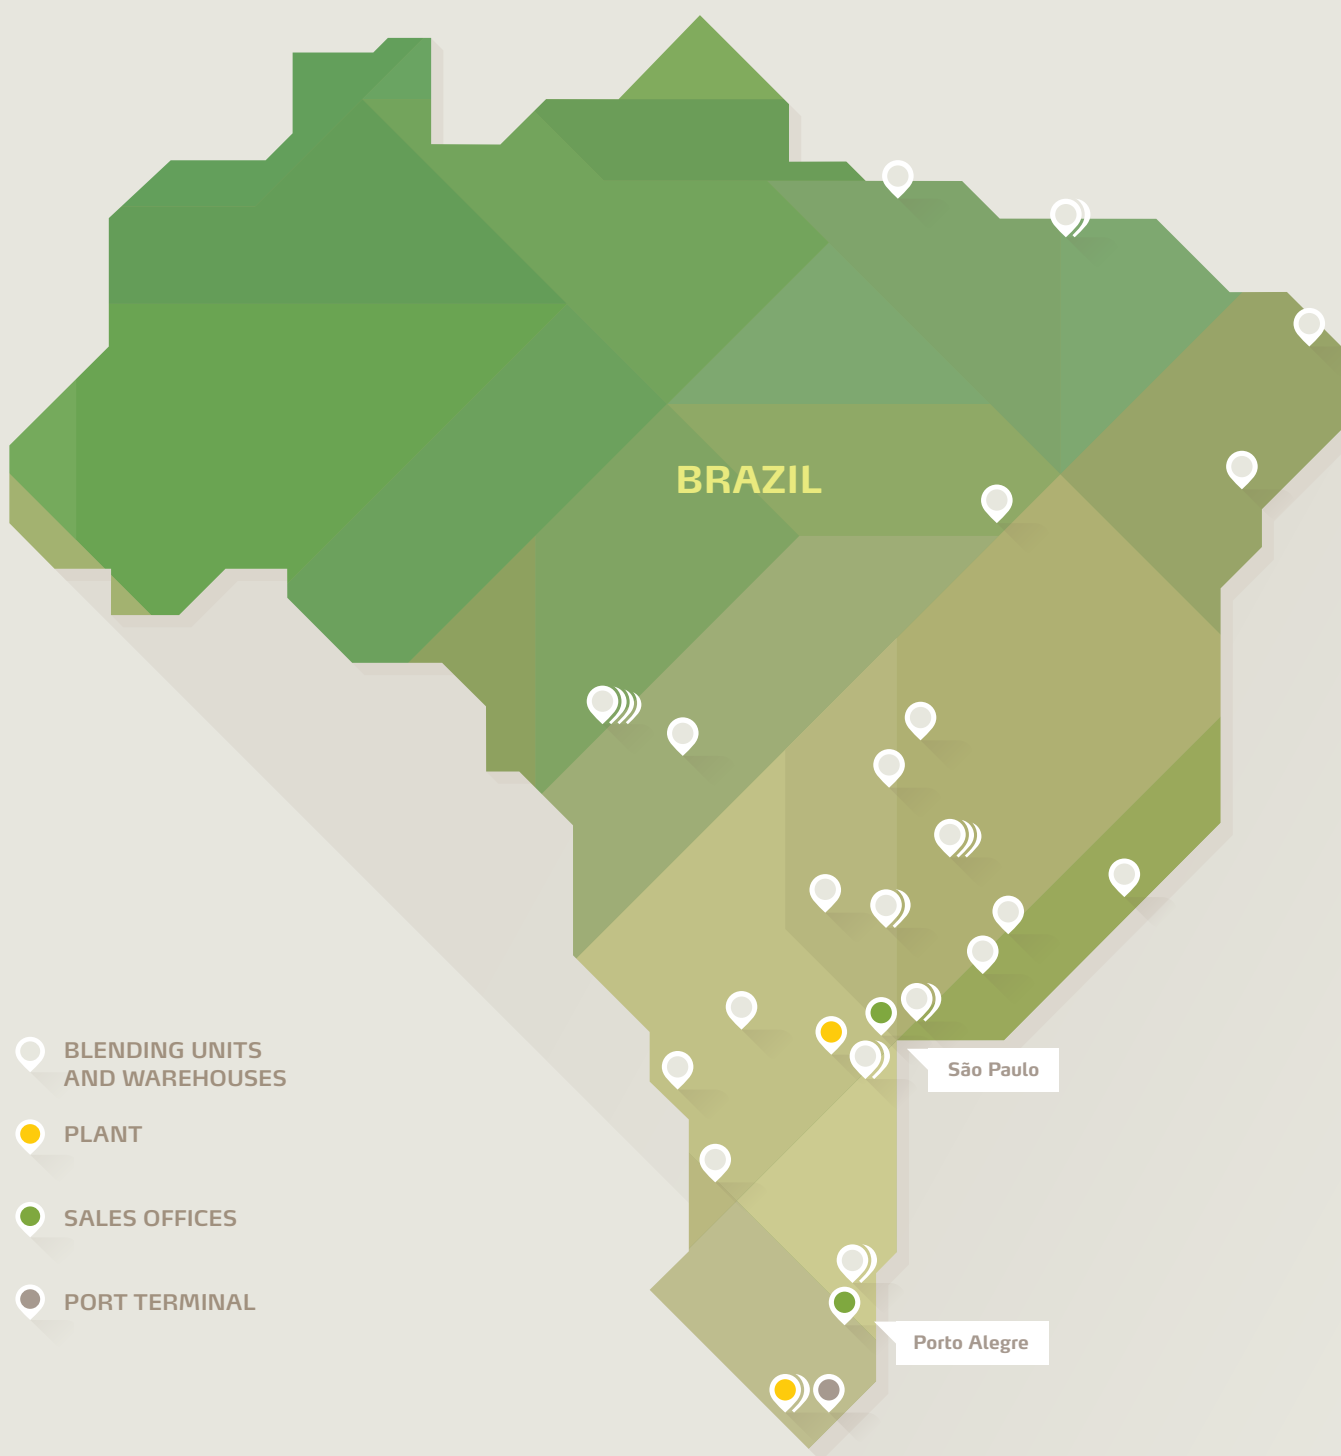 BRAZIL
BLENDING UNITS
AND WAREHOUSES
São Paulo
PLANT
SALES OFFICES
PORT TERMINAL
Porto Alegre